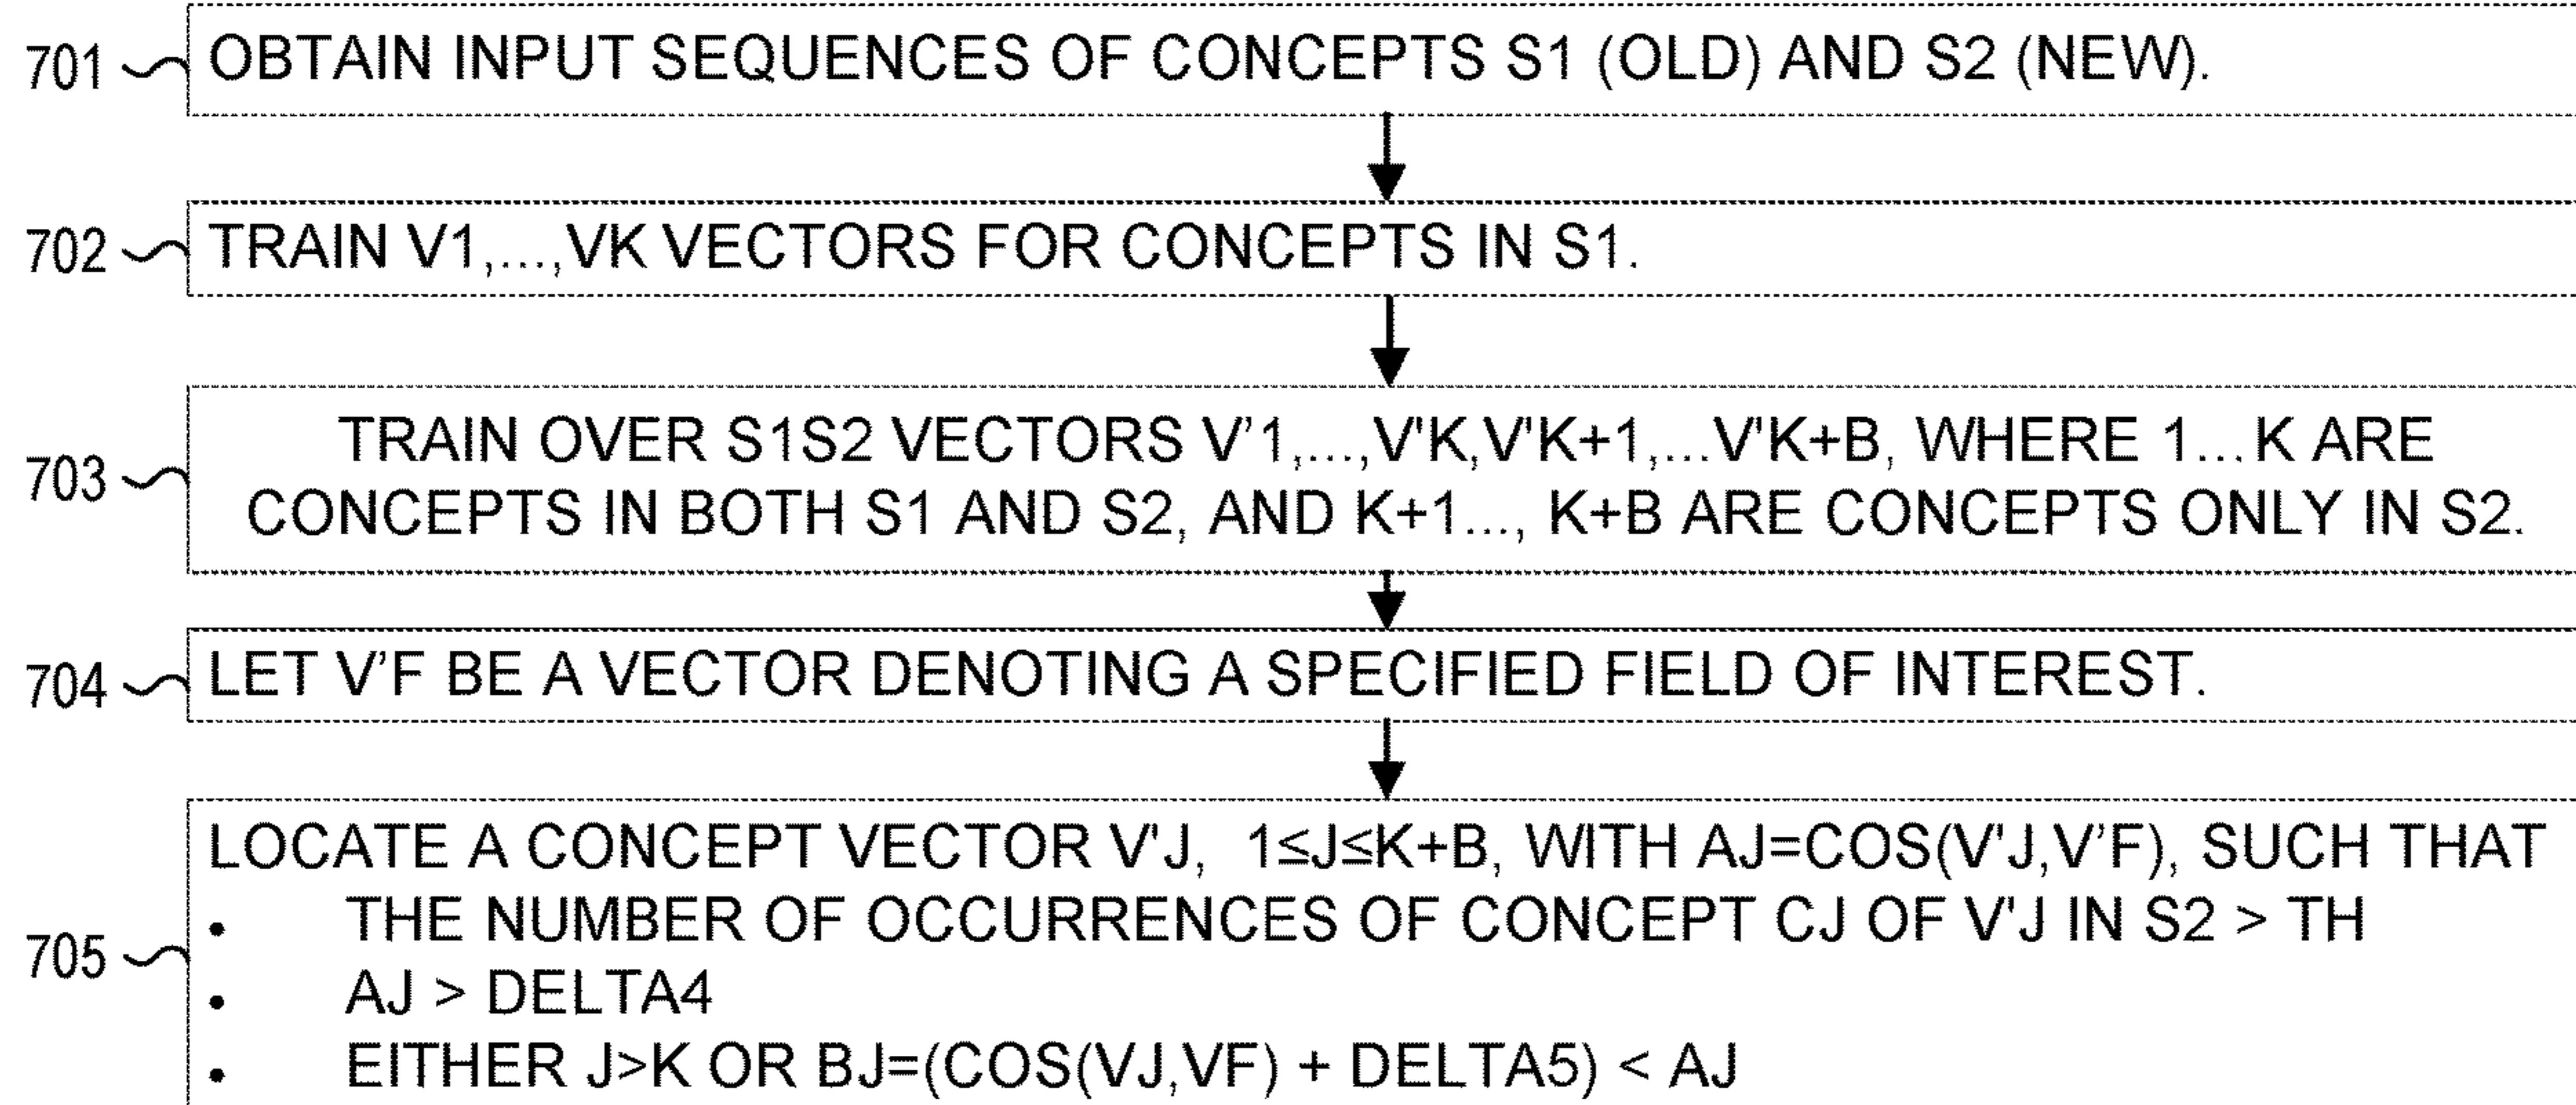 701 OBTAIN INPUT SEQUENCES OF CONCEPTS S1 (OLD) AND S2 (NEW).
702 TRAIN V1,...,VK VECTORS FOR CONCEPTS IN S1.
703 TRAIN OVER S1S2 VECTORS V'1,...,V'K,V'K+1,...V'K+B, WHERE 1...K ARE
CONCEPTS IN BOTH S1 AND S2, AND K+1..., K+B ARE CONCEPTS ONLY IN S2.
704 LET V'F BE A VECTOR DENOTING A SPECIFIED FIELD OF INTEREST.
705 LOCATE A CONCEPT VECTOR V'J, 1≤J≤K+B, WITH AJ=COS(V'J,V'F), SUCH THAT
• THE NUMBER OF OCCURRENCES OF CONCEPT CJ OF V'J IN S2 > TH
• AJ > DELTA4
• EITHER J>K OR BJ=(COS(VJ,VF) + DELTA5) < AJ